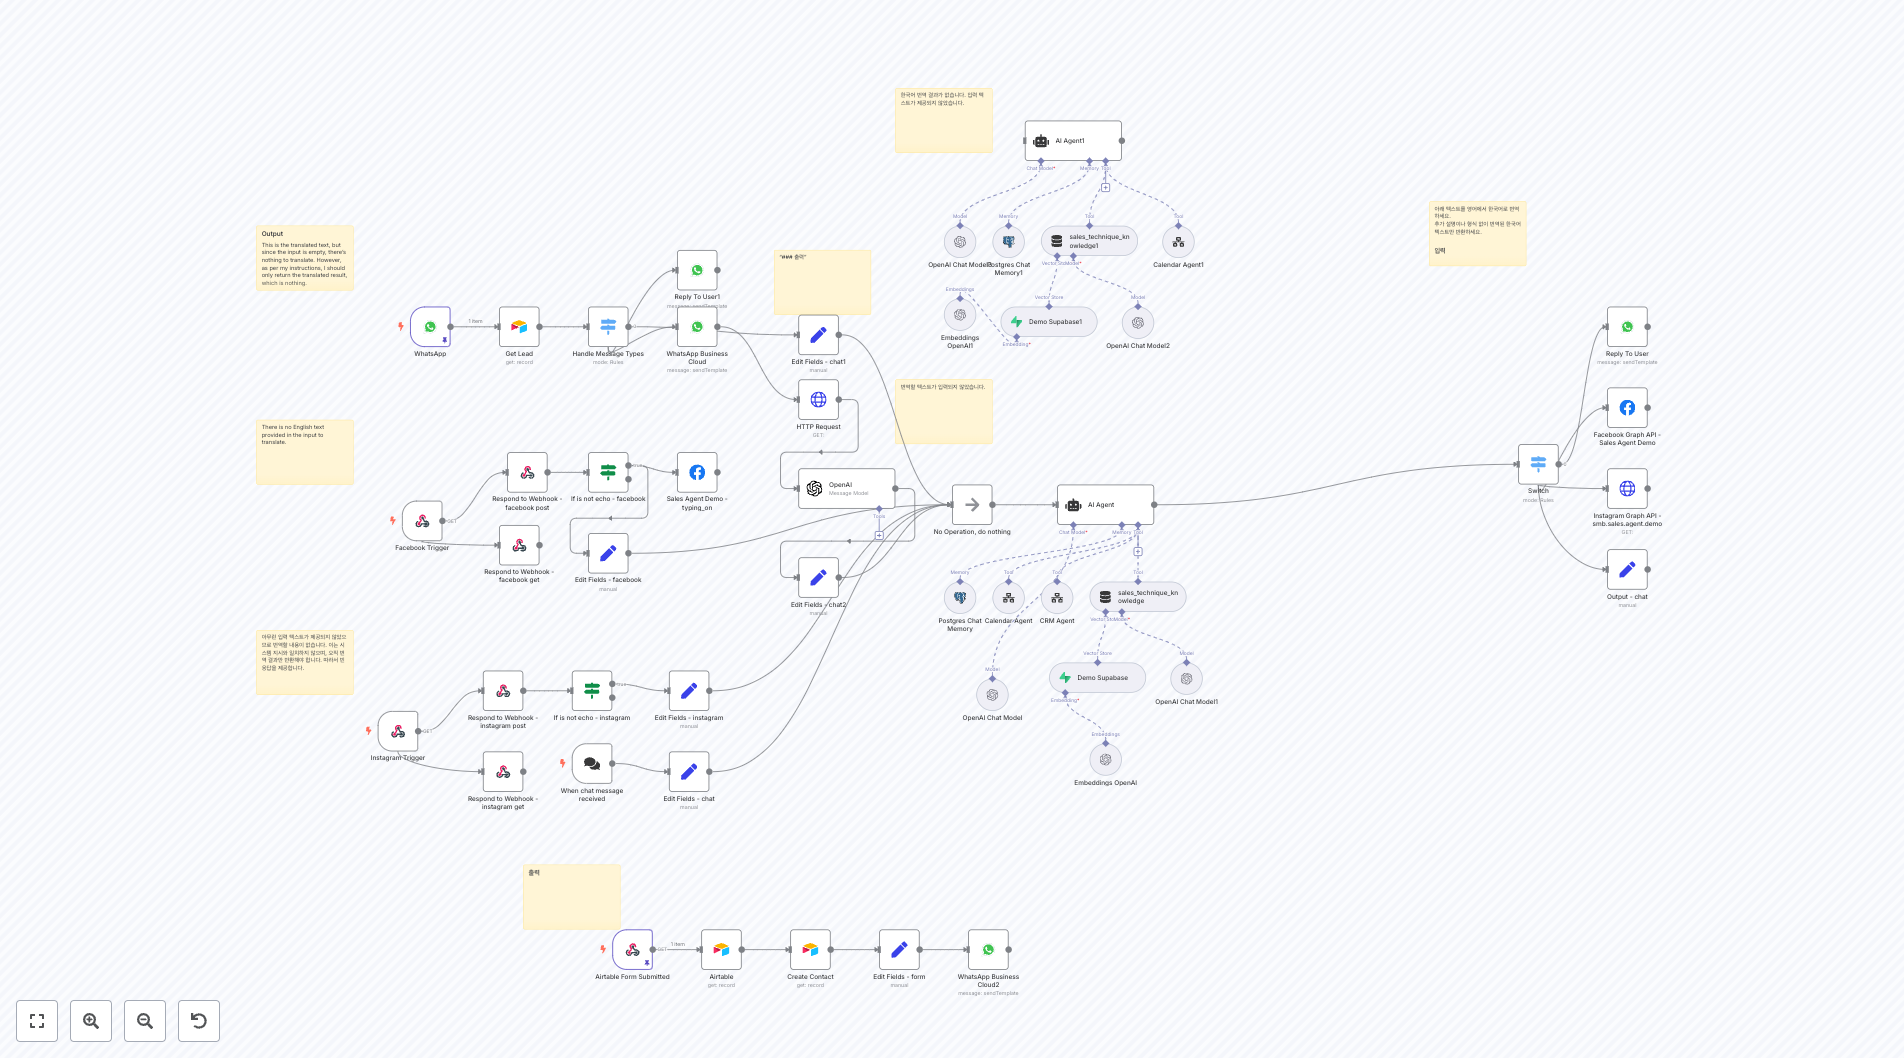 한국어 번역 결과가 없습니다. 입력 텍
스트가 제공되지 않았습니다.
AI Agent1
Chat Model*
Memory
Tool
Model
Memory
Tool
Tool
OpenAI Chat Model3
Postgres Chat
Memory1
sales_technique_kn
owledge1
Calendar Agent1
Vector Store
Model*
Embeddings
Vector Store
Model
Embeddings
OpenAI1
Demo Supabase1
Embedding*
OpenAI Chat Model2
아래 텍스트를 영어에서 한국어로 번역
하세요.
추가 설명이나 형식 없이 번역된 한국어
텍스트만 반환하세요.
입력
Output
This is the translated text, but
since the input is empty, there's
nothing to translate. However,
as per my instructions, I should
only return the translated result,
which is nothing.
WhatsApp
1 item
Get Lead
get: record
Handle Message Types
mode: Rules
Reply To User1
message: sendTemplate
WhatsApp Business
Cloud
message: sendTemplate
Edit Fields - chat1
manual
HTTP Request
GET:
번역할 텍스트가 입력되지 않았습니다.
OpenAI
Message Model
Tools
Edit Fields - chat2
manual
There is no English text
provided in the input to
translate.
Facebook Trigger
GET
Respond to Webhook -
facebook post
If is not echo - facebook
true
Sales Agent Demo -
typing_on
Respond to Webhook -
facebook get
Edit Fields - facebook
manual
No Operation, do nothing
AI Agent
Chat Model*
Memory
Tool
Memory
Tool
Tool
Tool
Postgres Chat
Memory
Calendar Agent
CRM Agent
sales_technique_kn
owledge
Vector Store
Model*
Model
Vector Store
Model
OpenAI Chat Model
Demo Supabase
OpenAI Chat Model1
Embedding*
Embeddings
Embeddings OpenAI
Switch
mode: Rules
Reply To User
message: sendTemplate
Facebook Graph API -
Sales Agent Demo
Instagram Graph API -
smb.sales.agent.demo
GET:
Output - chat
manual
아무런 입력 텍스트가 제공되지 않았으
므로 번역할 내용이 없습니다. 이는 시
스템 지시와 일치하지 않으며, 오직 번
역 결과만 반환해야 합니다. 따라서 빈
응답을 제공합니다.
Instagram Trigger
GET
Respond to Webhook -
instagram post
If is not echo - instagram
true
Edit Fields - instagram
manual
Respond to Webhook -
instagram get
When chat message
received
Edit Fields - chat
manual
출력
Airtable Form Submitted
GET
1 item
Airtable
get: record
Create Contact
get: record
Edit Fields - form
manual
WhatsApp Business
Cloud2
message: sendTemplate